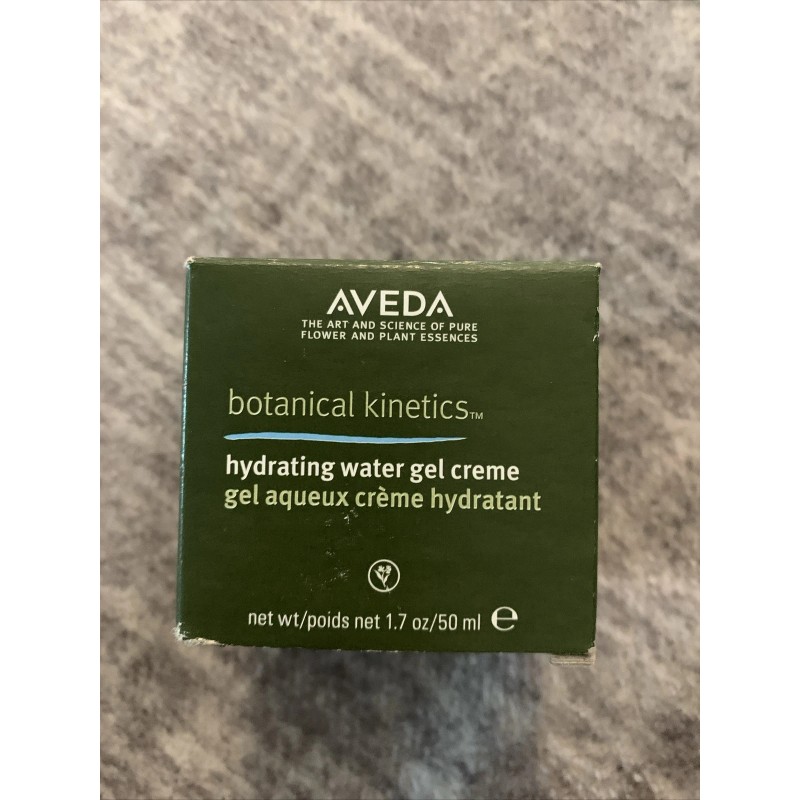 AVEDA
THE ART AND SCIENCE OF PURE
FLOWER AND PLANT ESSENCES
botanical kinetics™
hydrating water gel creme
gel aqueux crème hydratant
net wt/poids net 1.7 oz/50 ml ℮